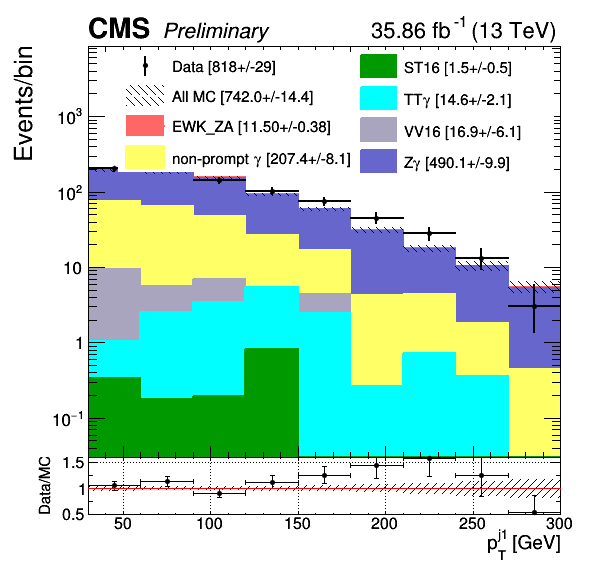 CMS Preliminary 35.86 fb⁻¹ (13 TeV)
Events/bin
Data [818+/-29]
All MC [742.0+/-14.4]
EWK_ZA [11.50+/-0.38]
non-prompt γ [207.4+/-8.1]
ST16 [1.5+/-0.5]
TTγ [14.6+/-2.1]
VV16 [16.9+/-6.1]
Zγ [490.1+/-9.9]
10³
10²
10
1
10⁻¹
Data/MC
1.5
1
0.5
50 100 150 200 250 300
p_T^j1 [GeV]